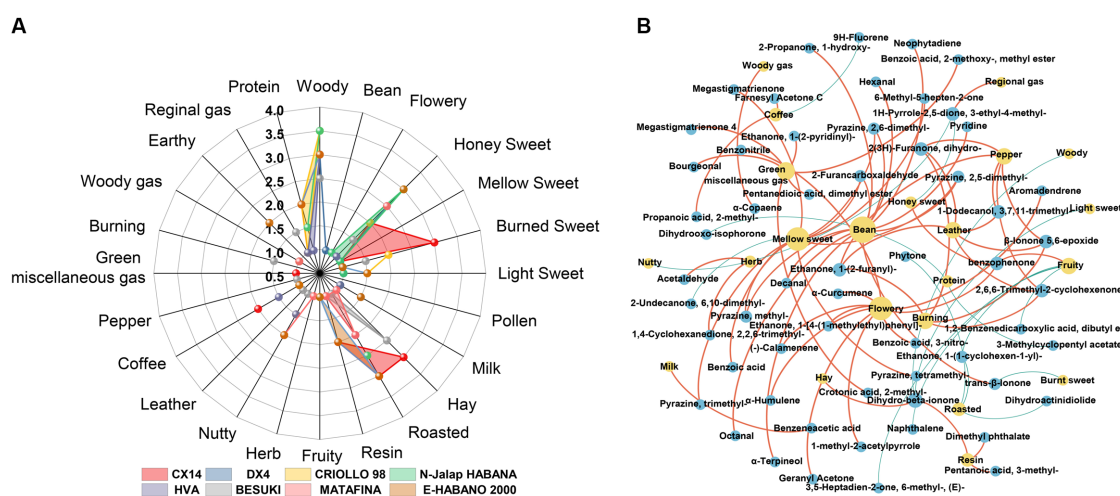 A
Woody
Bean
Flowery
Honey Sweet
Mellow Sweet
Burned Sweet
Light Sweet
Pollen
Milk
Hay
Roasted
Resin
Fruity
Herb
Nutty
Leather
Coffee
Pepper
Green
miscellaneous gas
Burning
Woody gas
Earthy
Reginal gas
Protein
4.0
3.5
3.0
2.5
2.0
1.5
1.0
0.5
CX14
DX4
CRIOLLO 98
N-Jalap HABANA
HVA
BESUKI
MATAFINA
E-HABANO 2000
B
9H-Fluorene
2-Propanone, 1-hydroxy-
Neophytadiene
Benzoic acid, 2-methoxy-, methyl ester
Woody gas
Hexanal
Regional gas
Megastigmatrienone
Farnesyl Acetone C
6-Methyl-5-hepten-2-one
Coffee
1H-Pyrrole-2,5-dione, 3-ethyl-4-methyl-
Megastigmatrienone 4
Ethanone, 1-(2-pyridinyl)-
Pyrazine, 2,6-dimethyl-
Pyridine
Benzonitrile
2(3H)-Furanone, dihydro-
Pepper
Woody
Bourgeonal
Green
miscellaneous gas
2-Furancarboxaldehyde
Pyrazine, 2,5-dimethyl-
Pentanedioic acid, dimethyl ester
Aromadendrene
α-Copaene
Honey sweet
1-Dodecanol, 3,7,11-trimethyl-
Light sweet
Propanoic acid, 2-methyl-
Dihydrooxo-isophorone
Mellow sweet
Bean
Leather
β-Ionone 5,6-epoxide
Nutty
Herb
Phytone
benzophenone
Fruity
Acetaldehyde
Ethanone, 1-(2-furanyl)-
Decanal
Protein
α-Curcumene
2,6,6-Trimethyl-2-cyclohexenone
2-Undecanone, 6,10-dimethyl-
Flowery
Pyrazine, methyl-
Burning
Ethanone, 1-[4-(1-methylethyl)phenyl]-
1,2-Benzenedicarboxylic acid, dibutyl e
1,4-Cyclohexanedione, 2,2,6-trimethyl-
Benzoic acid, 3-nitro-
3-Methylcyclopentyl acetate
(-)-Calamenene
Ethanone, 1-(1-cyclohexen-1-yl)-
Milk
Benzoic acid
Hay
Pyrazine, tetramethyl-
trans-β-Ionone
Burnt sweet
Crotonic acid, 2-methyl-
Pyrazine, trimethyl-
α-Humulene
Dihydro-beta-ionone
Roasted
Dihydroactinidiolide
Benzeneacetic acid
Naphthalene
Octanal
Dimethyl phthalate
1-methyl-2-acetylpyrrole
α-Terpineol
Resin
Pentanoic acid, 3-methyl-
Geranyl Acetone
3,5-Heptadien-2-one, 6-methyl-, (E)-